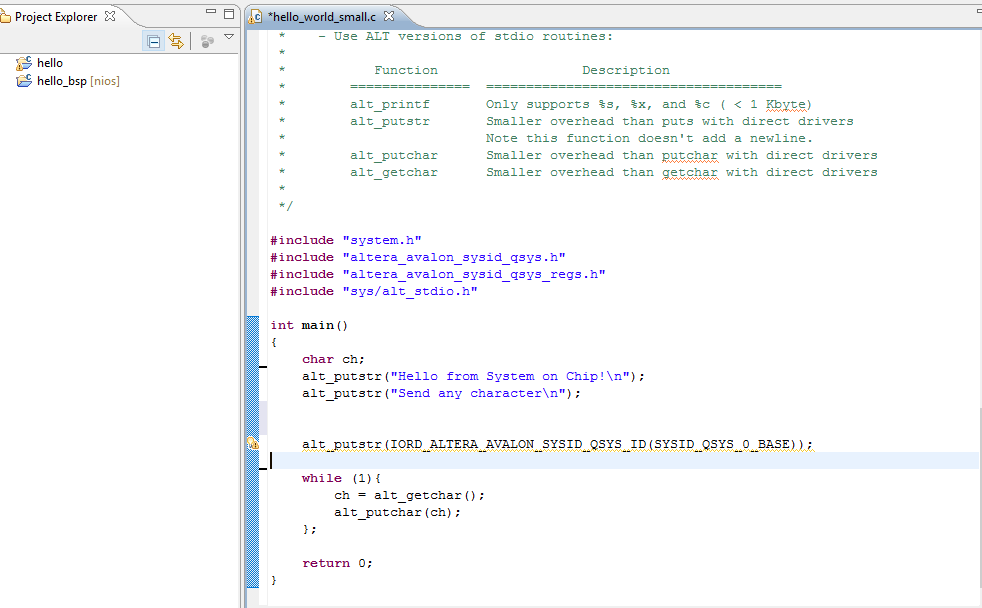 Project Explorer
*hello_world_small.c
hello
hello_bsp [nios]
* - Use ALT versions of stdio routines:
*
* Function Description
* =============== =====================================
* alt_printf Only supports %s, %x, and %c ( < 1 Kbyte)
* alt_putstr Smaller overhead than puts with direct drivers
* Note this function doesn't add a newline.
* alt_putchar Smaller overhead than putchar with direct drivers
* alt_getchar Smaller overhead than getchar with direct drivers
*
*/
#include "system.h"
#include "altera_avalon_sysid_qsys.h"
#include "altera_avalon_sysid_qsys_regs.h"
#include "sys/alt_stdio.h"
int main()
{
char ch;
alt_putstr("Hello from System on Chip!\n");
alt_putstr("Send any character\n");
alt_putstr(IORD_ALTERA_AVALON_SYSID_QSYS_ID(SYSID_QSYS_0_BASE));
while (1){
ch = alt_getchar();
alt_putchar(ch);
};
return 0;
}